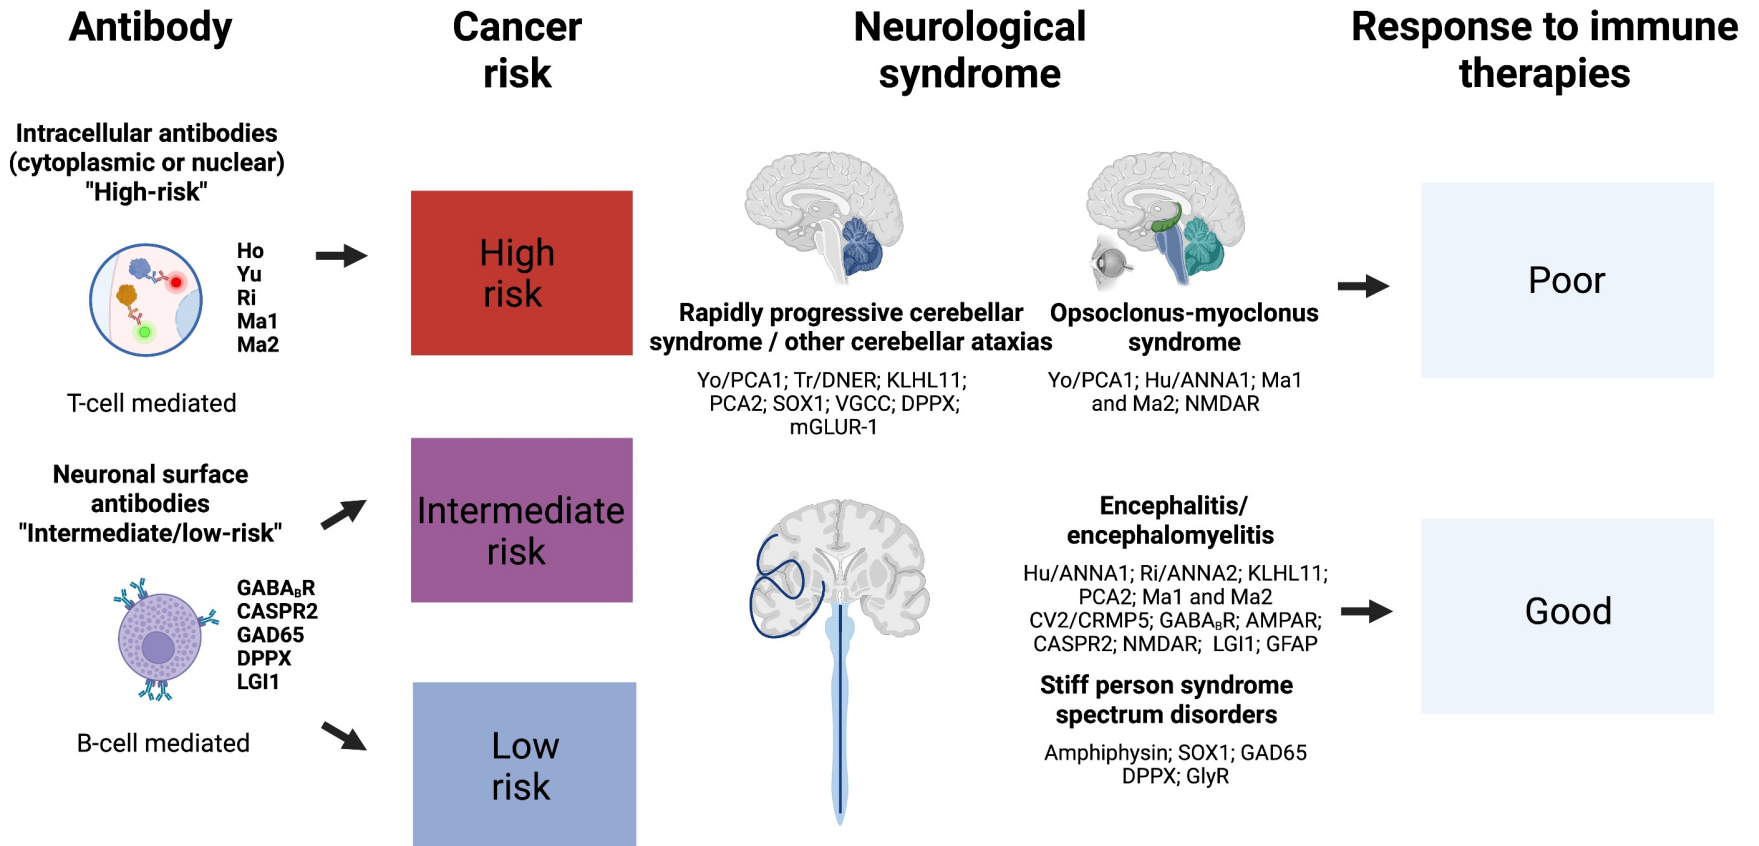 Antibody
Cancer
risk
Neurological
syndrome
Response to immune
therapies
Intracellular antibodies
(cytoplasmic or nuclear)
"High-risk"
Ho
Yu
Ri
Ma1
Ma2
T-cell mediated
High
risk
Rapidly progressive cerebellar
syndrome / other cerebellar ataxias
Yo/PCA1; Tr/DNER; KLHL11;
PCA2; SOX1; VGCC; DPPX;
mGLUR-1
Opsoclonus-myoclonus
syndrome
Yo/PCA1; Hu/ANNA1; Ma1
and Ma2; NMDAR
Poor
Neuronal surface
antibodies
"Intermediate/low-risk"
GABA_BR
CASPR2
GAD65
DPPX
LGI1
B-cell mediated
Intermediate
risk
Low
risk
Encephalitis/
encephalomyelitis
Hu/ANNA1; Ri/ANNA2; KLHL11;
PCA2; Ma1 and Ma2
CV2/CRMP5; GABA_BR; AMPAR;
CASPR2; NMDAR; LGI1; GFAP
Stiff person syndrome
spectrum disorders
Amphiphysin; SOX1; GAD65
DPPX; GlyR
Good